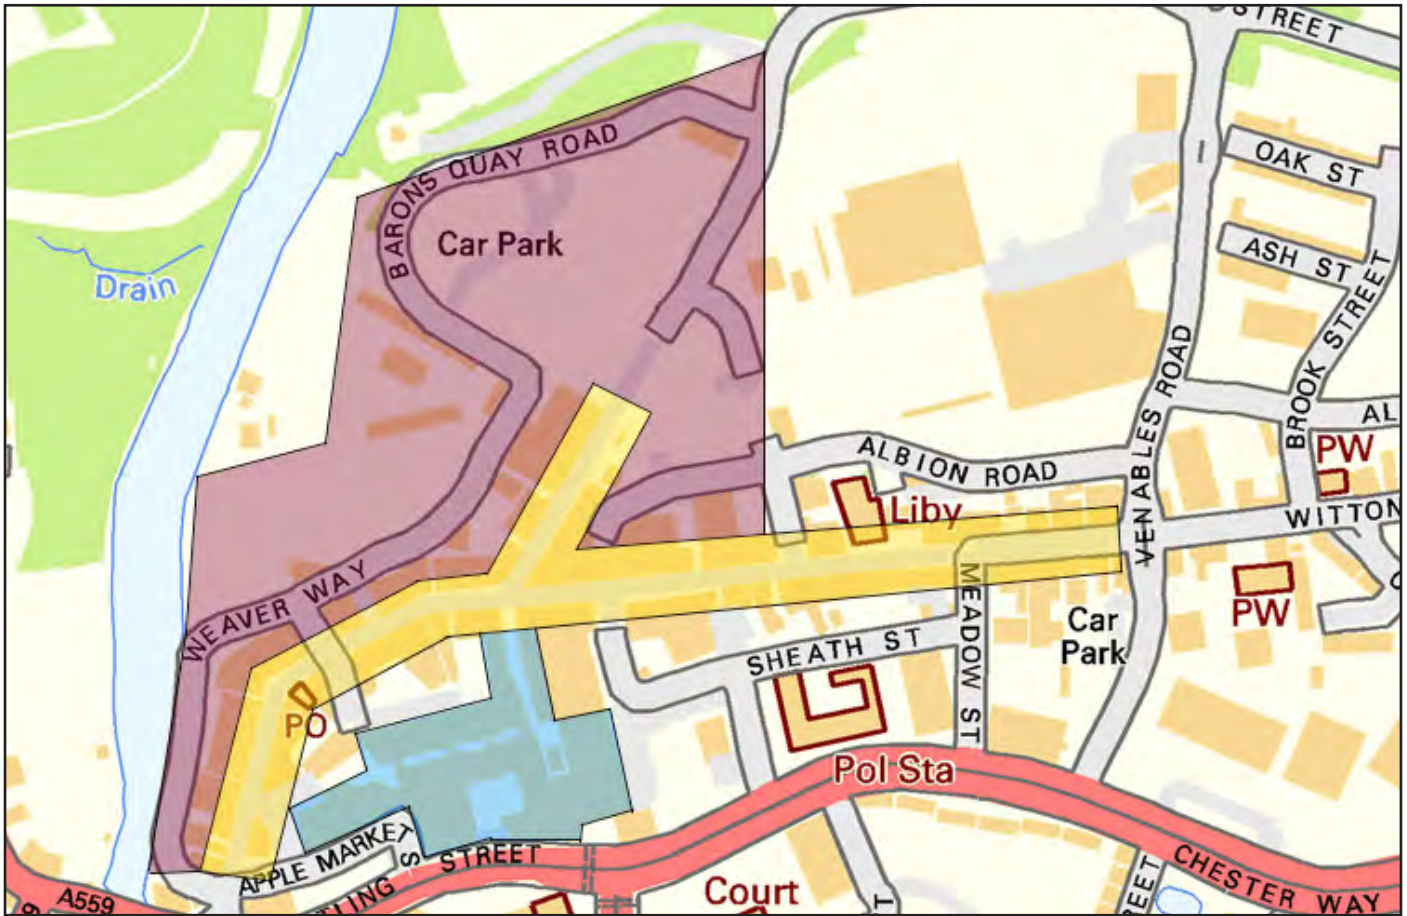 STREET
OAK ST
BARONS QUAY ROAD
Car Park
ASH ST
Drain
BROOK STREET
VENABLES ROAD
AL
ALBION ROAD
PW
Liby
WITTON
WEAVER WAY
MEADOW ST
PW
Car
Park
SHEATH ST
PO
Pol Sta
APPLE MARKET
S
STREET
TLING
CHESTER WAY
A559
Court
REET
T